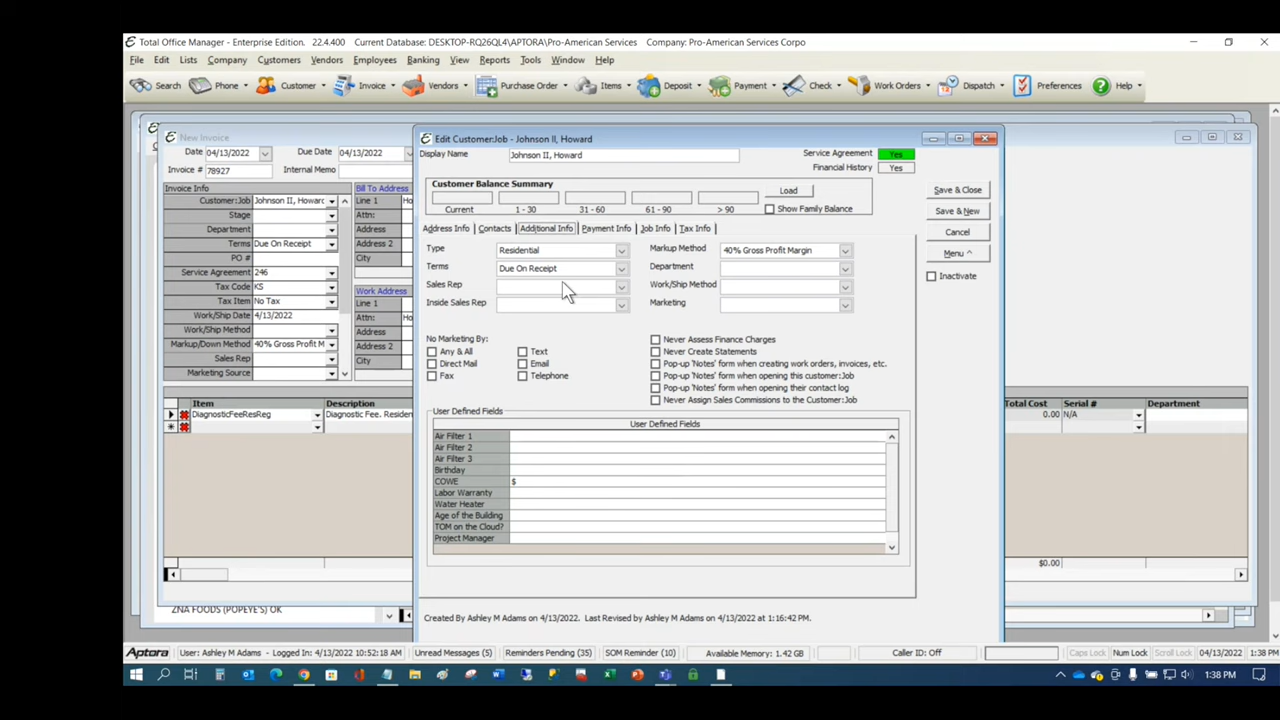 Total Office Manager - Enterprise Edition. 22.4.400 Current Database: DESKTOP-RQ26QL4\APTORA\Pro-American Services Company: Pro-American Services Corpo
File Edit Lists Company Customers Vendors Employees Banking View Reports Tools Window Help
Search Phone Customer Invoice Vendors Purchase Order Items Deposit Payment Check Work Orders Dispatch Preferences Help
New Invoice
Date 04/13/2022 Due Date 04/13/2022
Invoice # 78927 Internal Memo
Invoice Info
Customer:Job Johnson II, Howard
Stage
Department:
Terms Due On Receipt
PO #
Service Agreement 246
Tax Code KS
Tax Item No Tax
Work/Ship Date 4/13/2022
Work/Ship Method
Markup/Down Method 40% Gross Profit M
Sales Rep
Marketing Source
Bill To Address
Line 1 Ho
Attn:
Address Ho
Address 2
City
Work Address
Line 1
Attn:
Address
Address 2
City
Item Description
DiagnosticFeeResReg Diagnostic Fee. Residen
ZNA FOODS (POPEYE'S) OK
Edit Customer:Job - Johnson II, Howard
Display Name Johnson II, Howard
Service Agreement Yes
Financial History Yes
Customer Balance Summary
Load
Current 1 - 30 31 - 60 61 - 90 > 90 Show Family Balance
Save & Close
Save & New
Cancel
Menu
Inactivate
Address Info Contacts Additional Info Payment Info Job Info Tax Info
Type Residential Markup Method 40% Gross Profit Margin
Terms Due On Receipt Department
Sales Rep Work/Ship Method
Inside Sales Rep Marketing
No Marketing By:
Any & All Text
Direct Mail Email
Fax Telephone
Never Assess Finance Charges
Never Create Statements
Pop-up 'Notes' form when creating work orders, invoices, etc.
Pop-up 'Notes' form when opening this customer:Job
Pop-up 'Notes' form when opening their contact log
Never Assign Sales Commissions to the Customer:Job
User Defined Fields
User Defined Fields
Air Filter 1
Air Filter 2
Air Filter 3
Birthday
COWE $
Labor Warranty
Water Heater
Age of the Building
TOM on the Cloud?
Project Manager
Created By Ashley M Adams on 4/13/2022. Last Revised by Ashley M Adams on 4/13/2022 at 1:16:42 PM.
Total Cost Serial # Department
0.00 N/A
$0.00
Aptora User: Ashley M Adams - Logged In: 4/13/2022 10:52:18 AM Unread Messages (5) Reminders Pending (35) SOM Reminder (10) Available Memory: 1.42 GB Caller ID: Off Caps Lock Num Lock Scroll Lock 04/13/2022 1:38 PM
1:38 PM